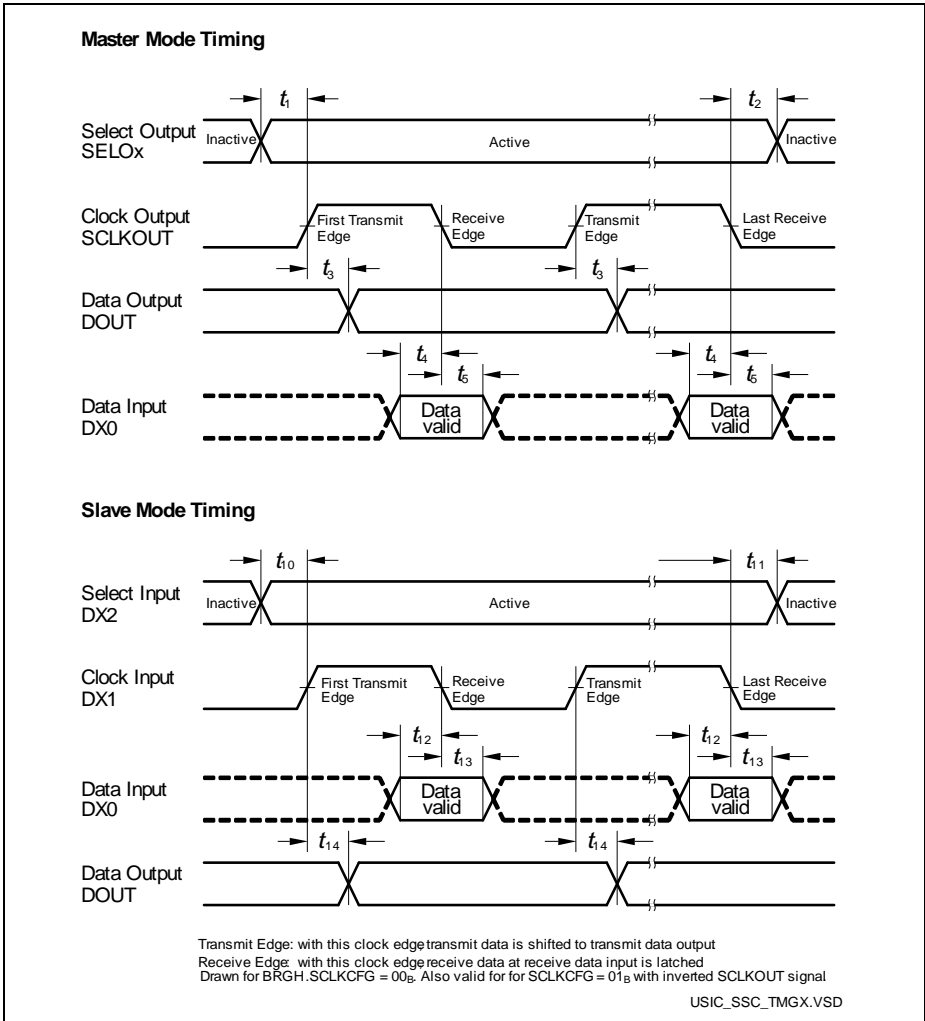 Master Mode Timing
t1
t2
Select Output
SELOx
Inactive
Active
Inactive
Clock Output
SCLKOUT
First Transmit
Edge
Receive
Edge
Transmit
Edge
Last Receive
Edge
t3
t3
Data Output
DOUT
t4
t5
t4
t5
Data Input
DX0
Data
valid
Data
valid
Slave Mode Timing
t10
t11
Select Input
DX2
Inactive
Active
Inactive
Clock Input
DX1
First Transmit
Edge
Receive
Edge
Transmit
Edge
Last Receive
Edge
t12
t13
t12
t13
Data Input
DX0
Data
valid
Data
valid
t14
t14
Data Output
DOUT
Transmit Edge: with this clock edge, transmit data is shifted to transmit data output
Receive Edge: with this clock edge, receive data at receive data input is latched
Drawn for BRGH.SCLKCFG = 00B. Also valid for for SCLKCFG = 01B with inverted SCLKOUT signal.
USIC_SSC_TMGX.VSD